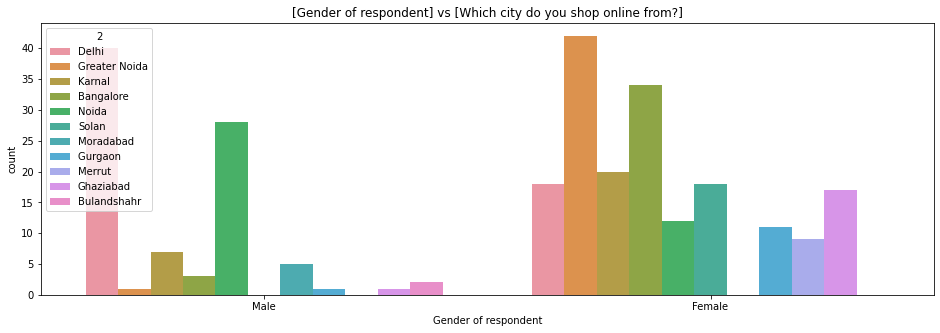 [Gender of respondent] vs [Which city do you shop online from?]
2
Delhi
Greater Noida
Karnal
Bangalore
Noida
Solan
Moradabad
Gurgaon
Merrut
Ghaziabad
Bulandshahr
40
35
30
25
20
15
10
5
0
count
Male
Female
Gender of respondent